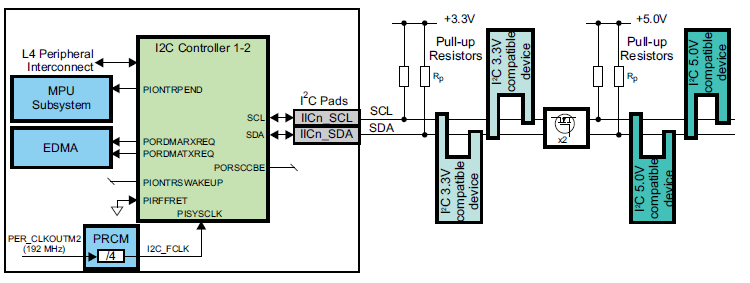 I2C Controller 1-2
L4 Peripheral
Interconnect
MPU
Subsystem
PIONTRPEND
EDMA
PORDMARXREQ
PORDMATXREQ
PIONTRSWAKEUP
PIRFFRET
PISYSCLK
SCL
SDA
PORSCCBE
I²C Pads
IICn_SCL
IICn_SDA
SCL
SDA
PER_CLKOUTM2
(192 MHz)
PRCM
/4
I2C_FCLK
+3.3V
Pull-up
Resistors
Rp
I²C 3.3V
compatible
device
I²C 3.3V
compatible
device
x2
+5.0V
Pull-up
Resistors
Rp
I²C 5.0V
compatible
device
I²C 5.0V
compatible
device